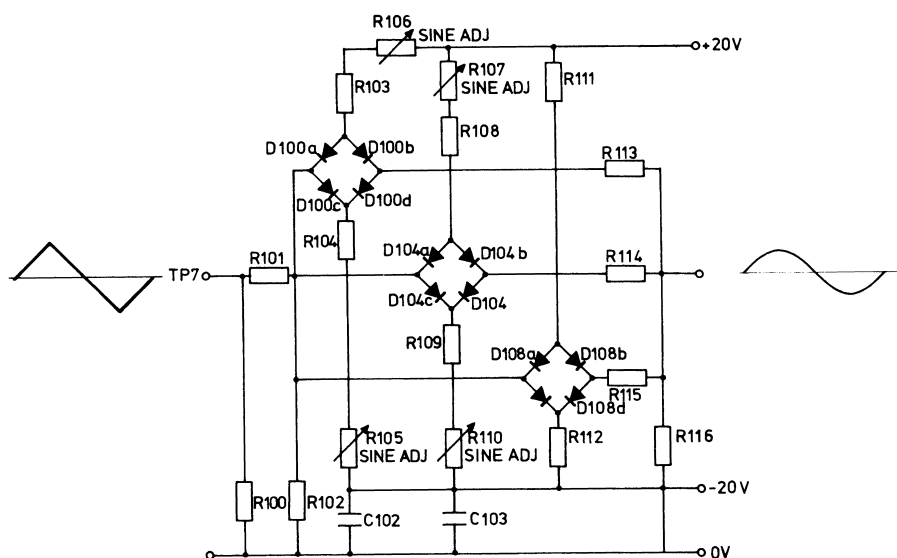 R106
SINE ADJ
+20V
R103
R107
SINE ADJ
R111
R108
D100a
D100b
R113
D100c
D100d
R104
D104a
D104b
R114
R101
TP7
D104c
D104
R109
D108a
D108b
R115
D108d
R105
SINE ADJ
R110
SINE ADJ
R112
R116
R100
R102
C102
C103
-20V
0V